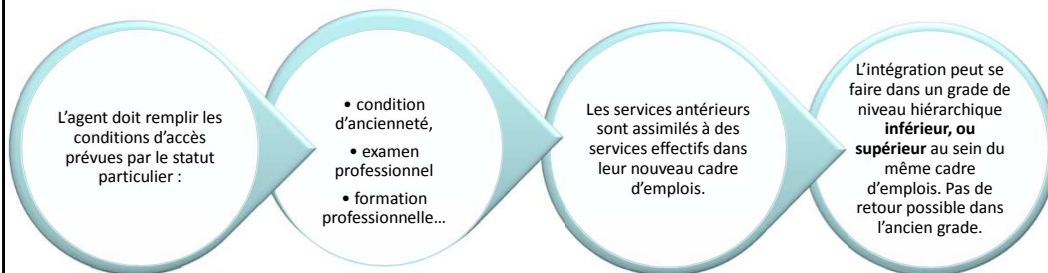 L'agent doit remplir les
conditions d'accès
prévues par le statut
particulier :
• condition
d'ancienneté,
• examen
professionnel
• formation
professionnelle…
Les services antérieurs
sont assimilés à des
services effectifs dans
leur nouveau cadre
d'emplois.
L'intégration peut se
faire dans un grade de
niveau hiérarchique
inférieur, ou
supérieur au sein du
même cadre
d'emplois. Pas de
retour possible dans
l'ancien grade.